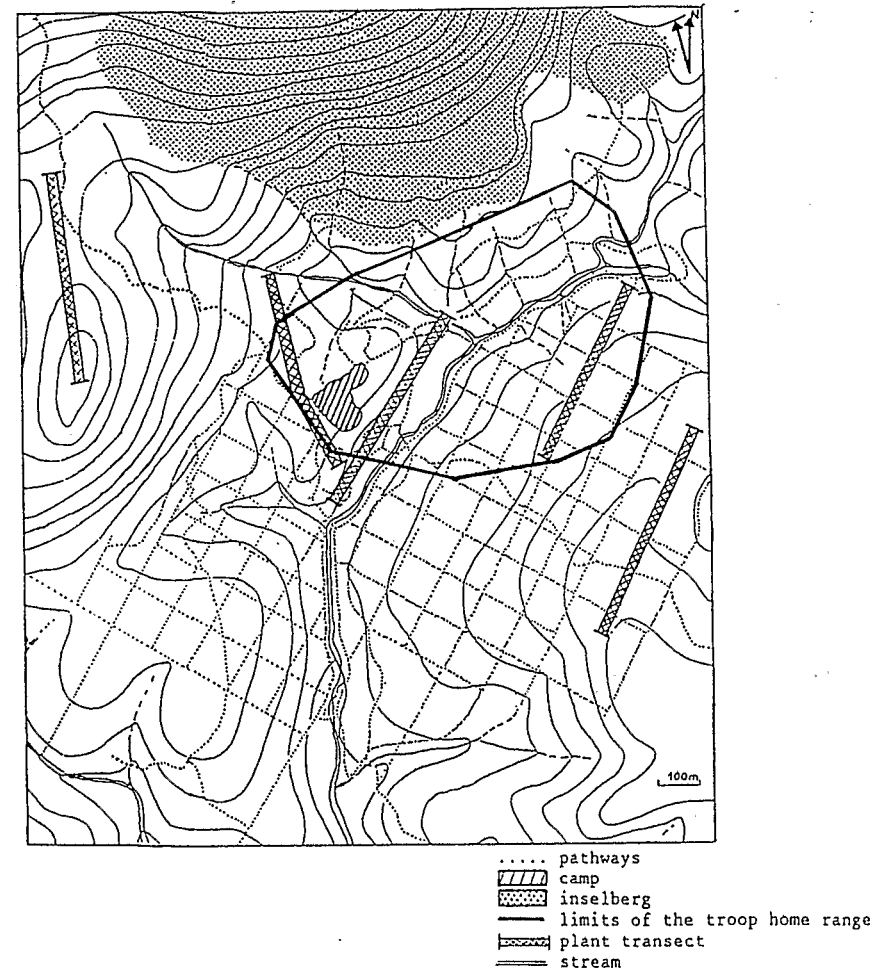 N
100m
pathways
camp
inselberg
limits of the troop home range
plant transect
stream